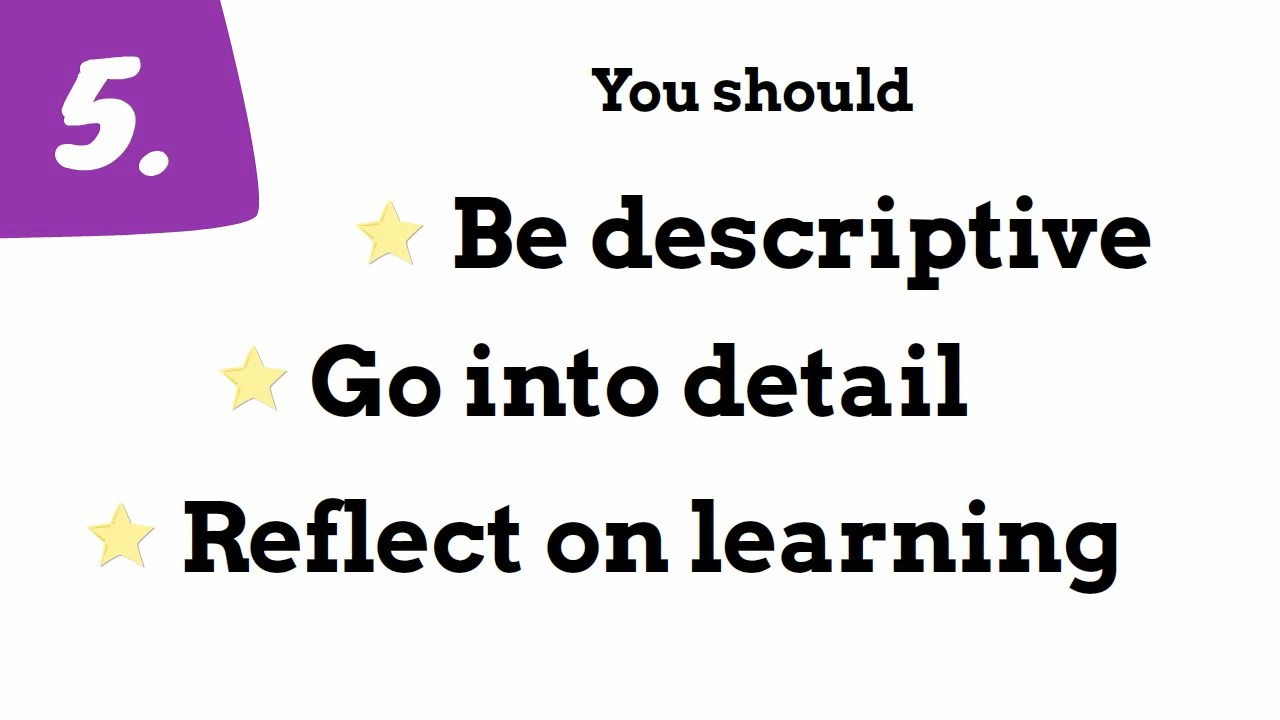 5.
You should
Be descriptive
Go into detail
Reflect on learning